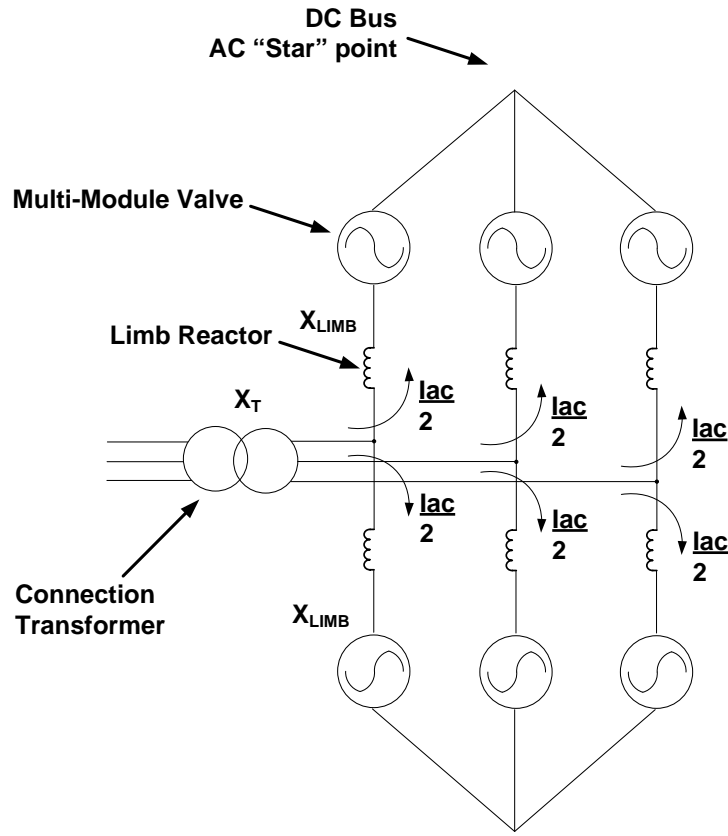 DC Bus
AC “Star” point
Multi-Module Valve
X_LIMB
Limb Reactor
X_T
Iac
2
Iac
2
Iac
2
Iac
2
Iac
2
Iac
2
Connection
Transformer
X_LIMB